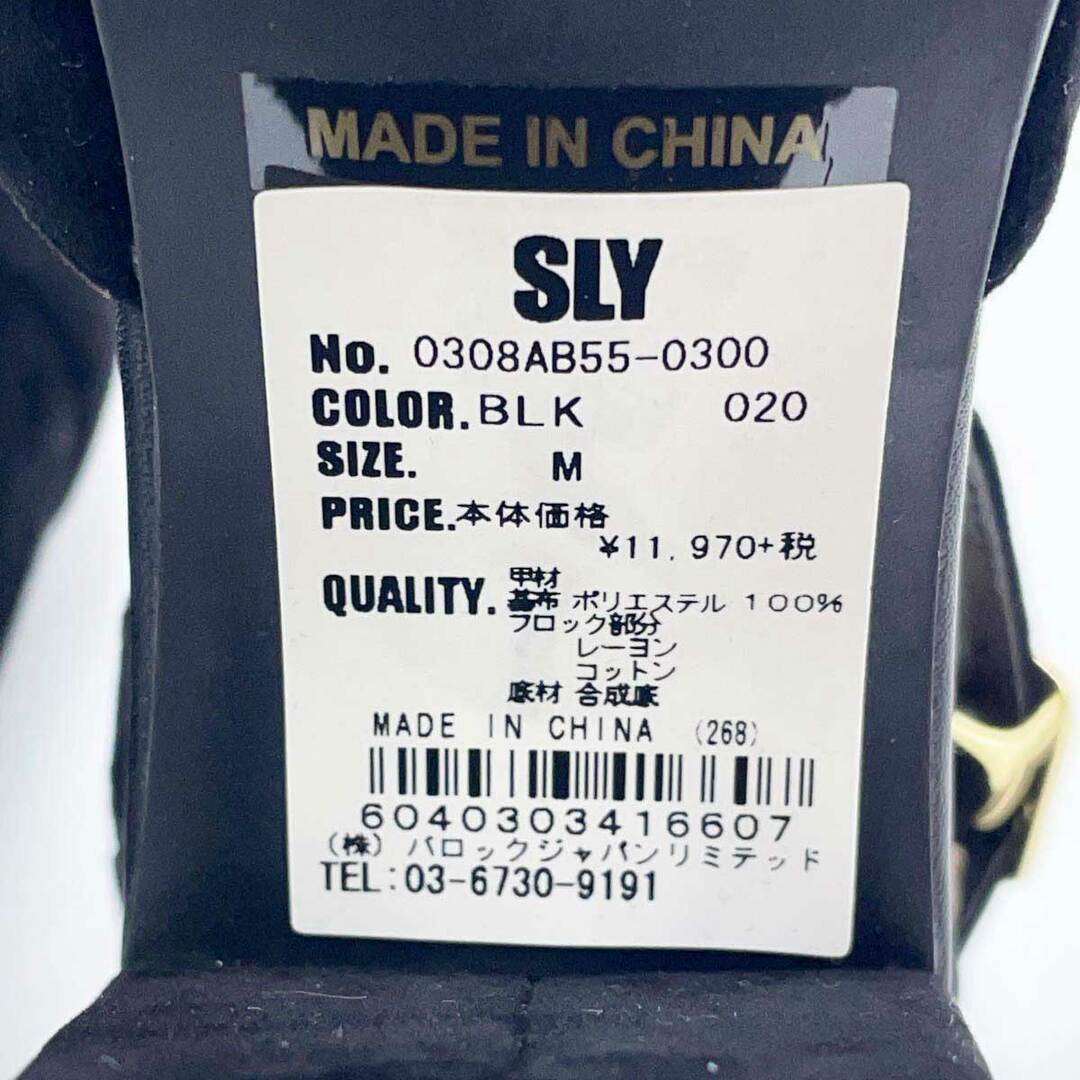 MADE IN CHINA
SLY
No. 0308AB55-0300
COLOR. BLK 020
SIZE. M
PRICE. 本体価格
¥11,970+税
QUALITY. 甲材
基布 ポリエステル 100%
フロック部分
レーヨン
コットン
底材 合成底
MADE IN CHINA (268)
6040303416607
(株) バロックジャパンリミテッド
TEL:03-6730-9191